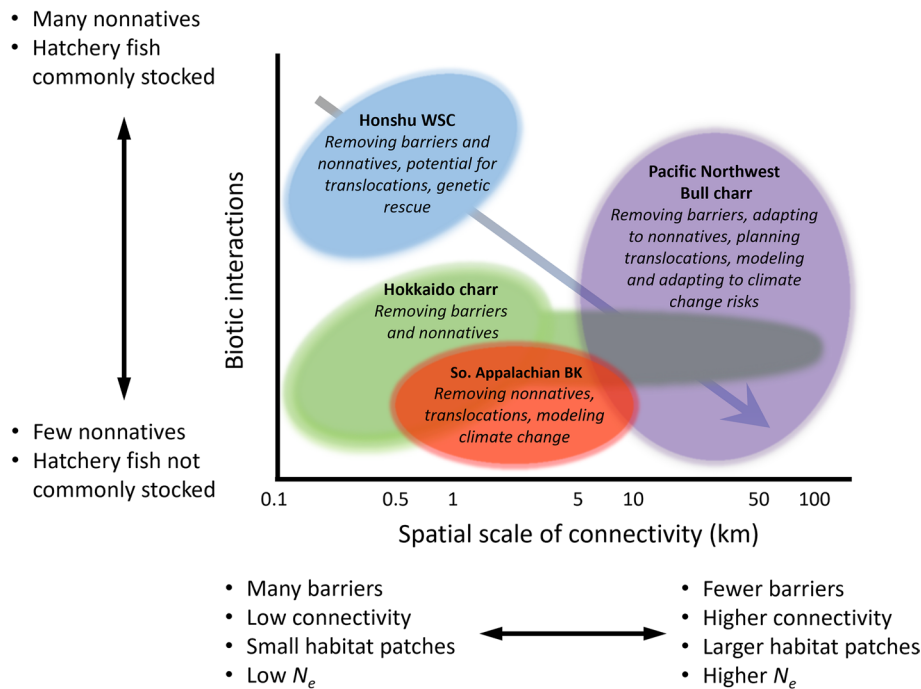 • Many nonnatives
• Hatchery fish
commonly stocked
• Few nonnatives
• Hatchery fish not
commonly stocked
Biotic interactions
Honshu WSC
Removing barriers and
nonnatives, potential for
translocations, genetic
rescue
Pacific Northwest
Bull charr
Removing barriers, adapting
to nonnatives, planning
translocations, modeling
and adapting to climate
change risks
Hokkaido charr
Removing barriers
and nonnatives
So. Appalachian BK
Removing nonnatives,
translocations, modeling
climate change
0.1 0.5 1 5 10 50 100
Spatial scale of connectivity (km)
• Many barriers
• Low connectivity
• Small habitat patches
• Low Ne
• Fewer barriers
• Higher connectivity
• Larger habitat patches
• Higher Ne